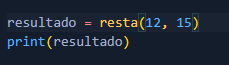 resultado = resta(12, 15)
print(resultado)